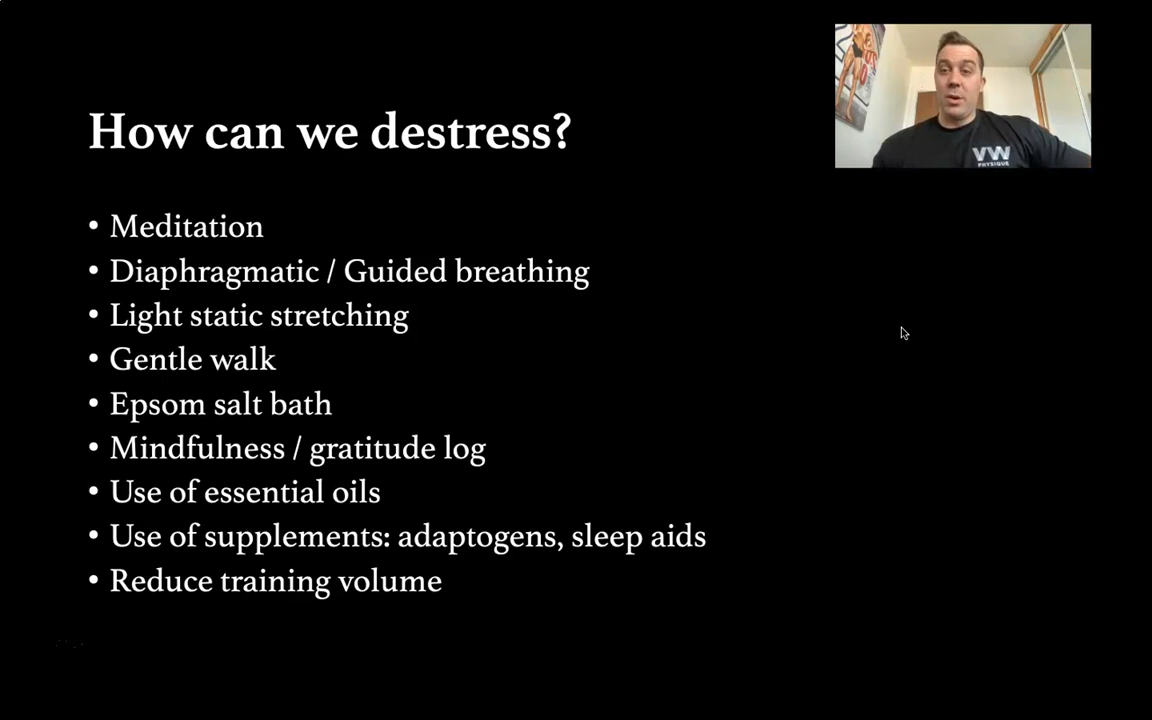 How can we destress?
• Meditation
• Diaphragmatic / Guided breathing
• Light static stretching
• Gentle walk
• Epsom salt bath
• Mindfulness / gratitude log
• Use of essential oils
• Use of supplements: adaptogens, sleep aids
• Reduce training volume
VW
PHYSIQUE